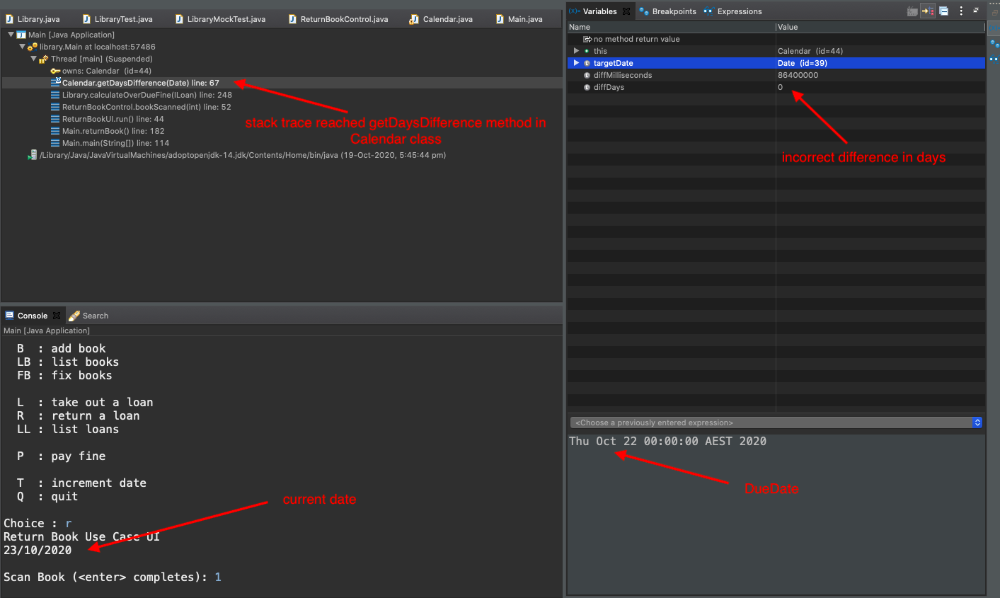 Library.java LibraryTest.java LibraryMockTest.java ReturnBookControl.java Calendar.java Main.java
Main [Java Application]
library.Main at localhost:57486
Thread [main] (Suspended)
owns: Calendar (id=44)
Calendar.getDaysDifference(Date) line: 67
Library.calculateOverDueFine(ILoan) line: 248
ReturnBookControl.bookScanned(int) line: 52
ReturnBookUI.run() line: 44
Main.returnBook() line: 182
Main.main(String[]) line: 114
/Library/Java/JavaVirtualMachines/adoptopenjdk-14.jdk/Contents/Home/bin/java (19-Oct-2020, 5:45:44 pm)
stack trace reached getDaysDifference method in
Calendar class
(x)= Variables Breakpoints Expressions
Name Value
no method return value
this Calendar (id=44)
targetDate Date (id=39)
diffMilliseconds 86400000
diffDays 0
incorrect difference in days
<Choose a previously entered expression>
Thu Oct 22 00:00:00 AEST 2020
DueDate
Console Search
Main [Java Application]
B : add book
LB : list books
FB : fix books
L : take out a loan
R : return a loan
LL : list loans
P : pay fine
T : increment date
Q : quit
current date
Choice : r
Return Book Use Case UI
23/10/2020
Scan Book (<enter> completes): 1